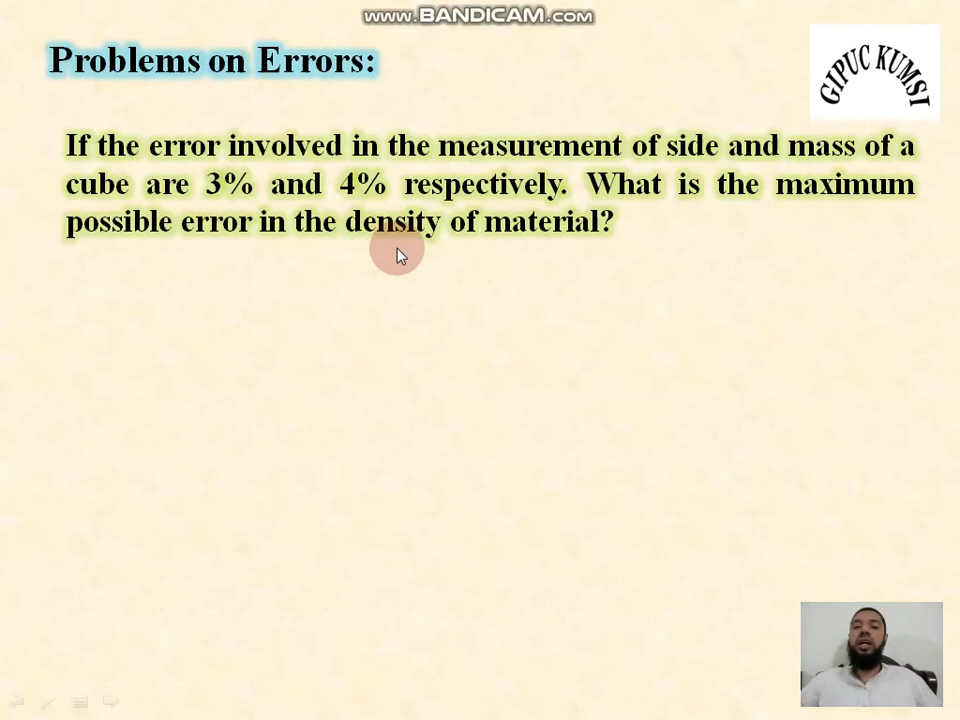 www.BANDICAM.com
Problems on Errors:
GIPUC KUMSI
If the error involved in the measurement of side and mass of a
cube are 3% and 4% respectively. What is the maximum
possible error in the density of material?